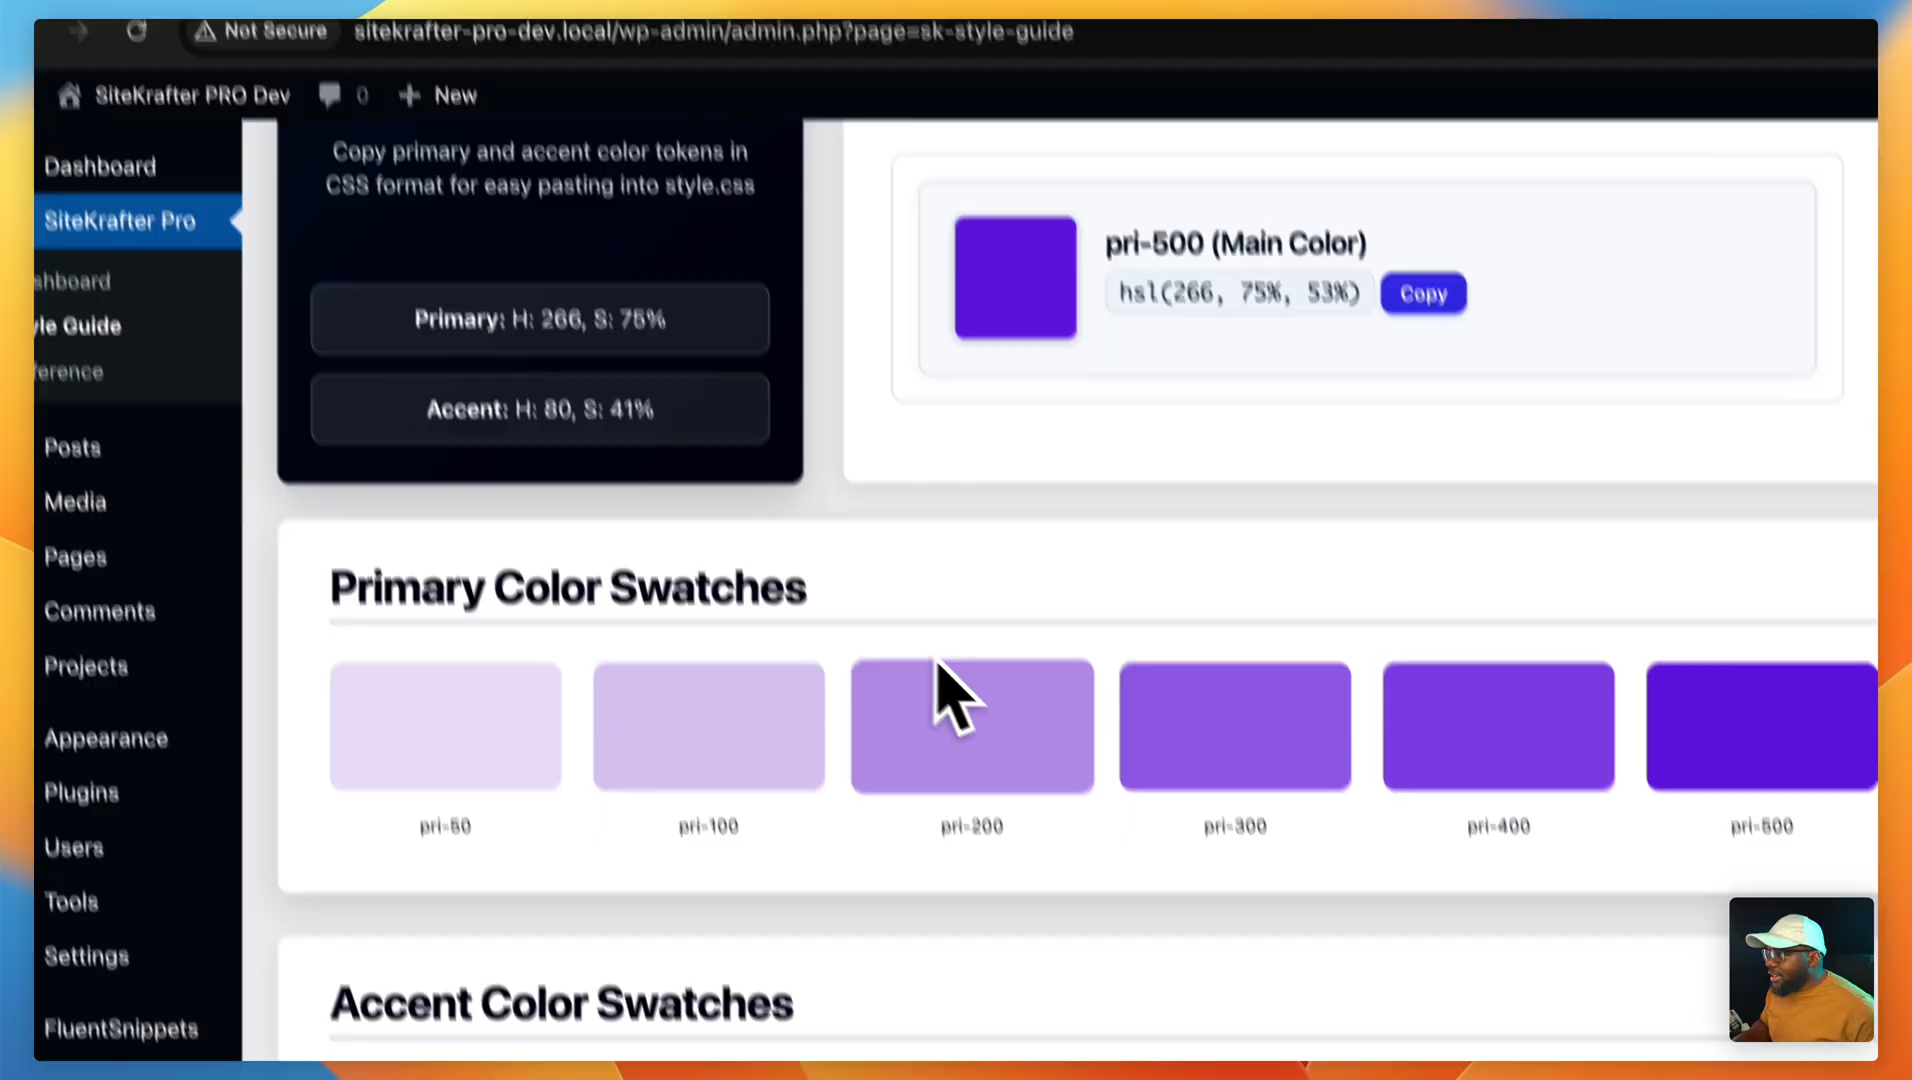 Not Secure sitekrafter-pro-dev.local/wp-admin/admin.php?page=sk-style-guide
SiteKrafter PRO Dev 0 New
Dashboard
SiteKrafter Pro
shboard
yle Guide
ference
Posts
Media
Pages
Comments
Projects
Appearance
Plugins
Users
Tools
Settings
FluentSnippets
Copy primary and accent color tokens in
CSS format for easy pasting into style.css
Primary: H: 266, S: 75%
Accent: H: 80, S: 41%
pri-500 (Main Color)
hsl(266, 75%, 53%) Copy
Primary Color Swatches
pri-50 pri-100 pri-200 pri-300 pri-400 pri-500
Accent Color Swatches